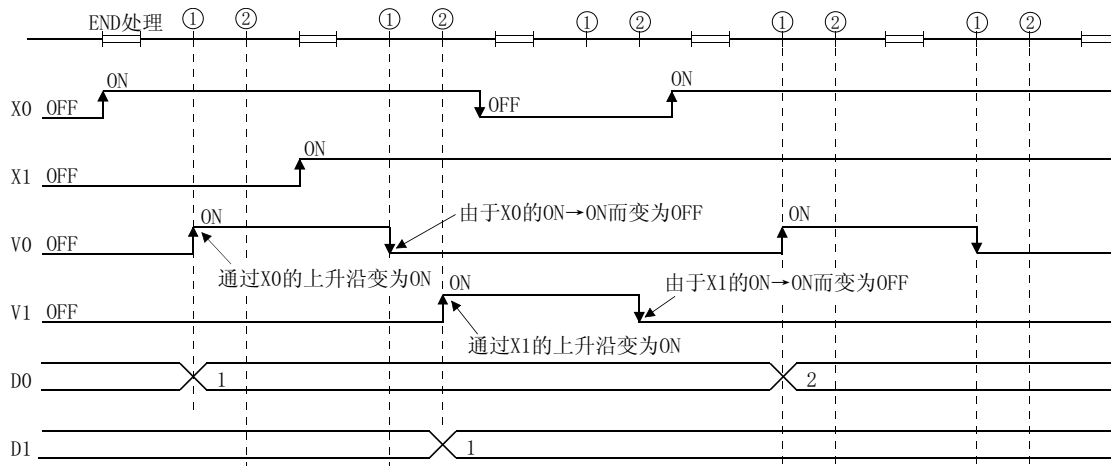 END处理 ① ② ① ② ① ② ① ② ① ②
X0 OFF ON OFF ON
X1 OFF ON
V0 OFF ON 由于X0的ON→ON而变为OFF ON
通过X0的上升沿变为ON
V1 OFF ON 由于X1的ON→ON而变为OFF
通过X1的上升沿变为ON
D0 1 2
D1 1